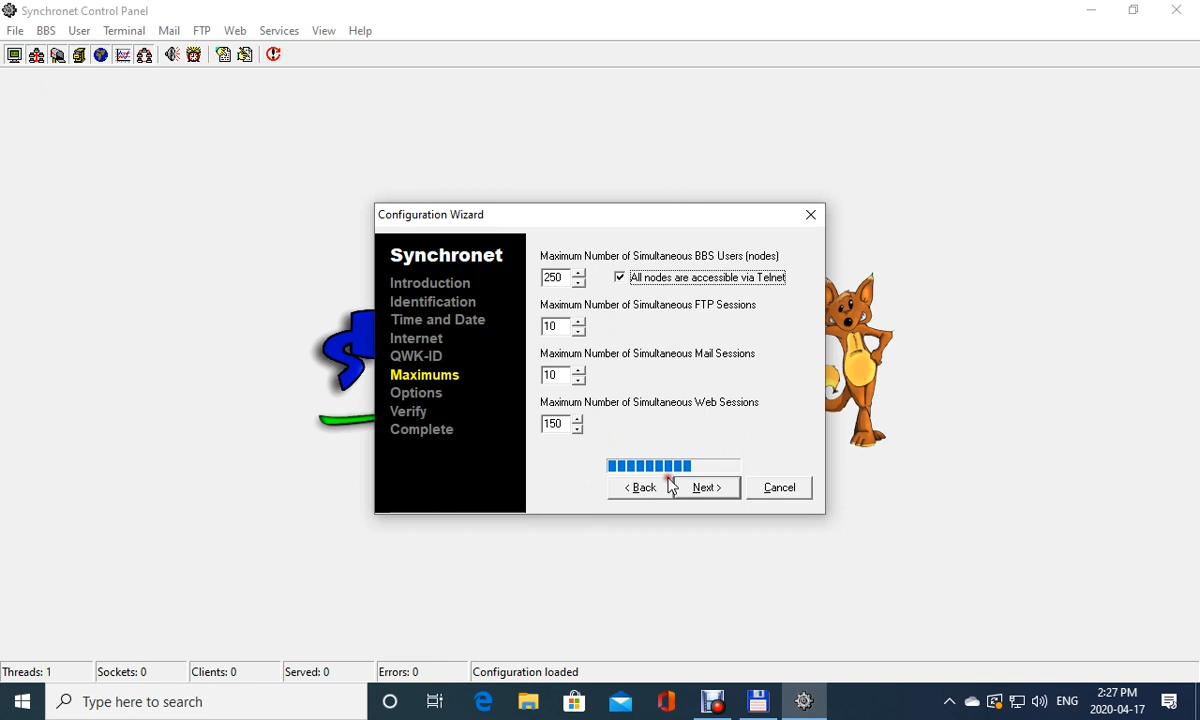 Synchronet Control Panel
File BBS User Terminal Mail FTP Web Services View Help
Configuration Wizard
Synchronet
Introduction
Identification
Time and Date
Internet
QWK-ID
Maximums
Options
Verify
Complete
Maximum Number of Simultaneous BBS Users (nodes)
250 All nodes are accessible via Telnet
Maximum Number of Simultaneous FTP Sessions
10
Maximum Number of Simultaneous Mail Sessions
10
Maximum Number of Simultaneous Web Sessions
150
< Back Next > Cancel
Threads: 1 Sockets: 0 Clients: 0 Served: 0 Errors: 0 Configuration loaded
Type here to search
ENG
2:27 PM
2020-04-17